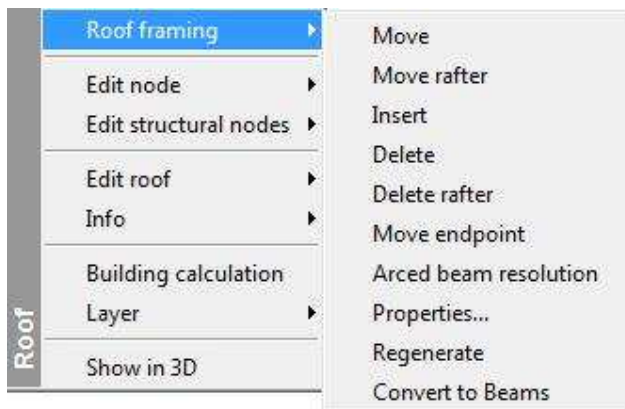 Roof framing
Edit node
Edit structural nodes
Edit roof
Info
Building calculation
Layer
Show in 3D
Roof
Move
Move rafter
Insert
Delete
Delete rafter
Move endpoint
Arced beam resolution
Properties...
Regenerate
Convert to Beams